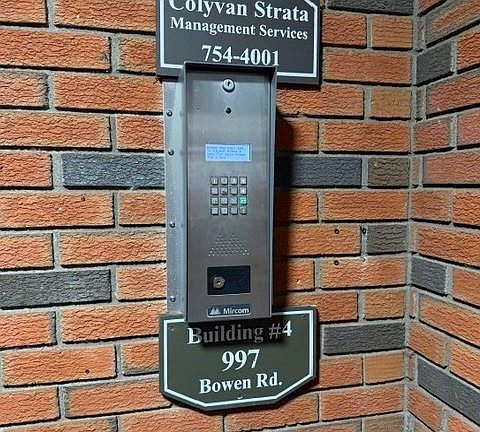 Colyvan Strata
Management Services
754-4001
Mircom
Building #4
997
Bowen Rd.